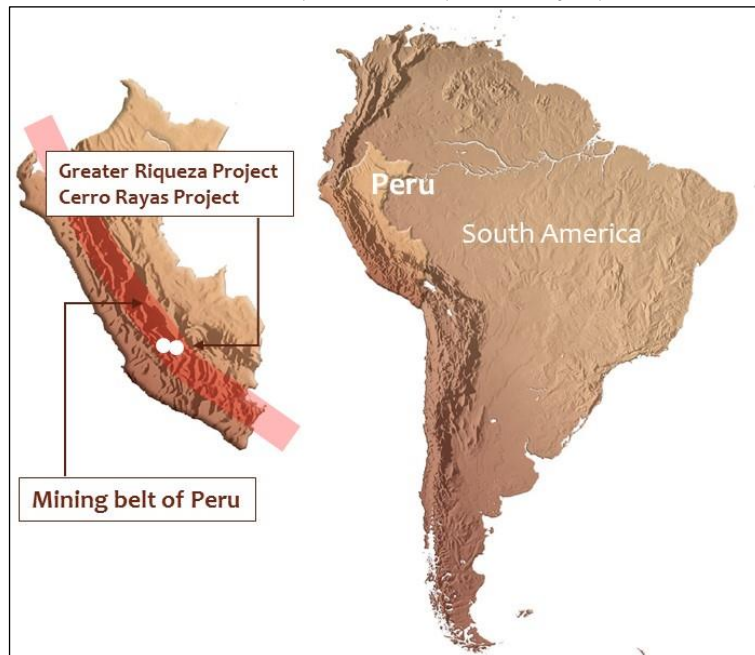 Greater Riqueza Project
Cerro Rayas Project
Peru
South America
Mining belt of Peru